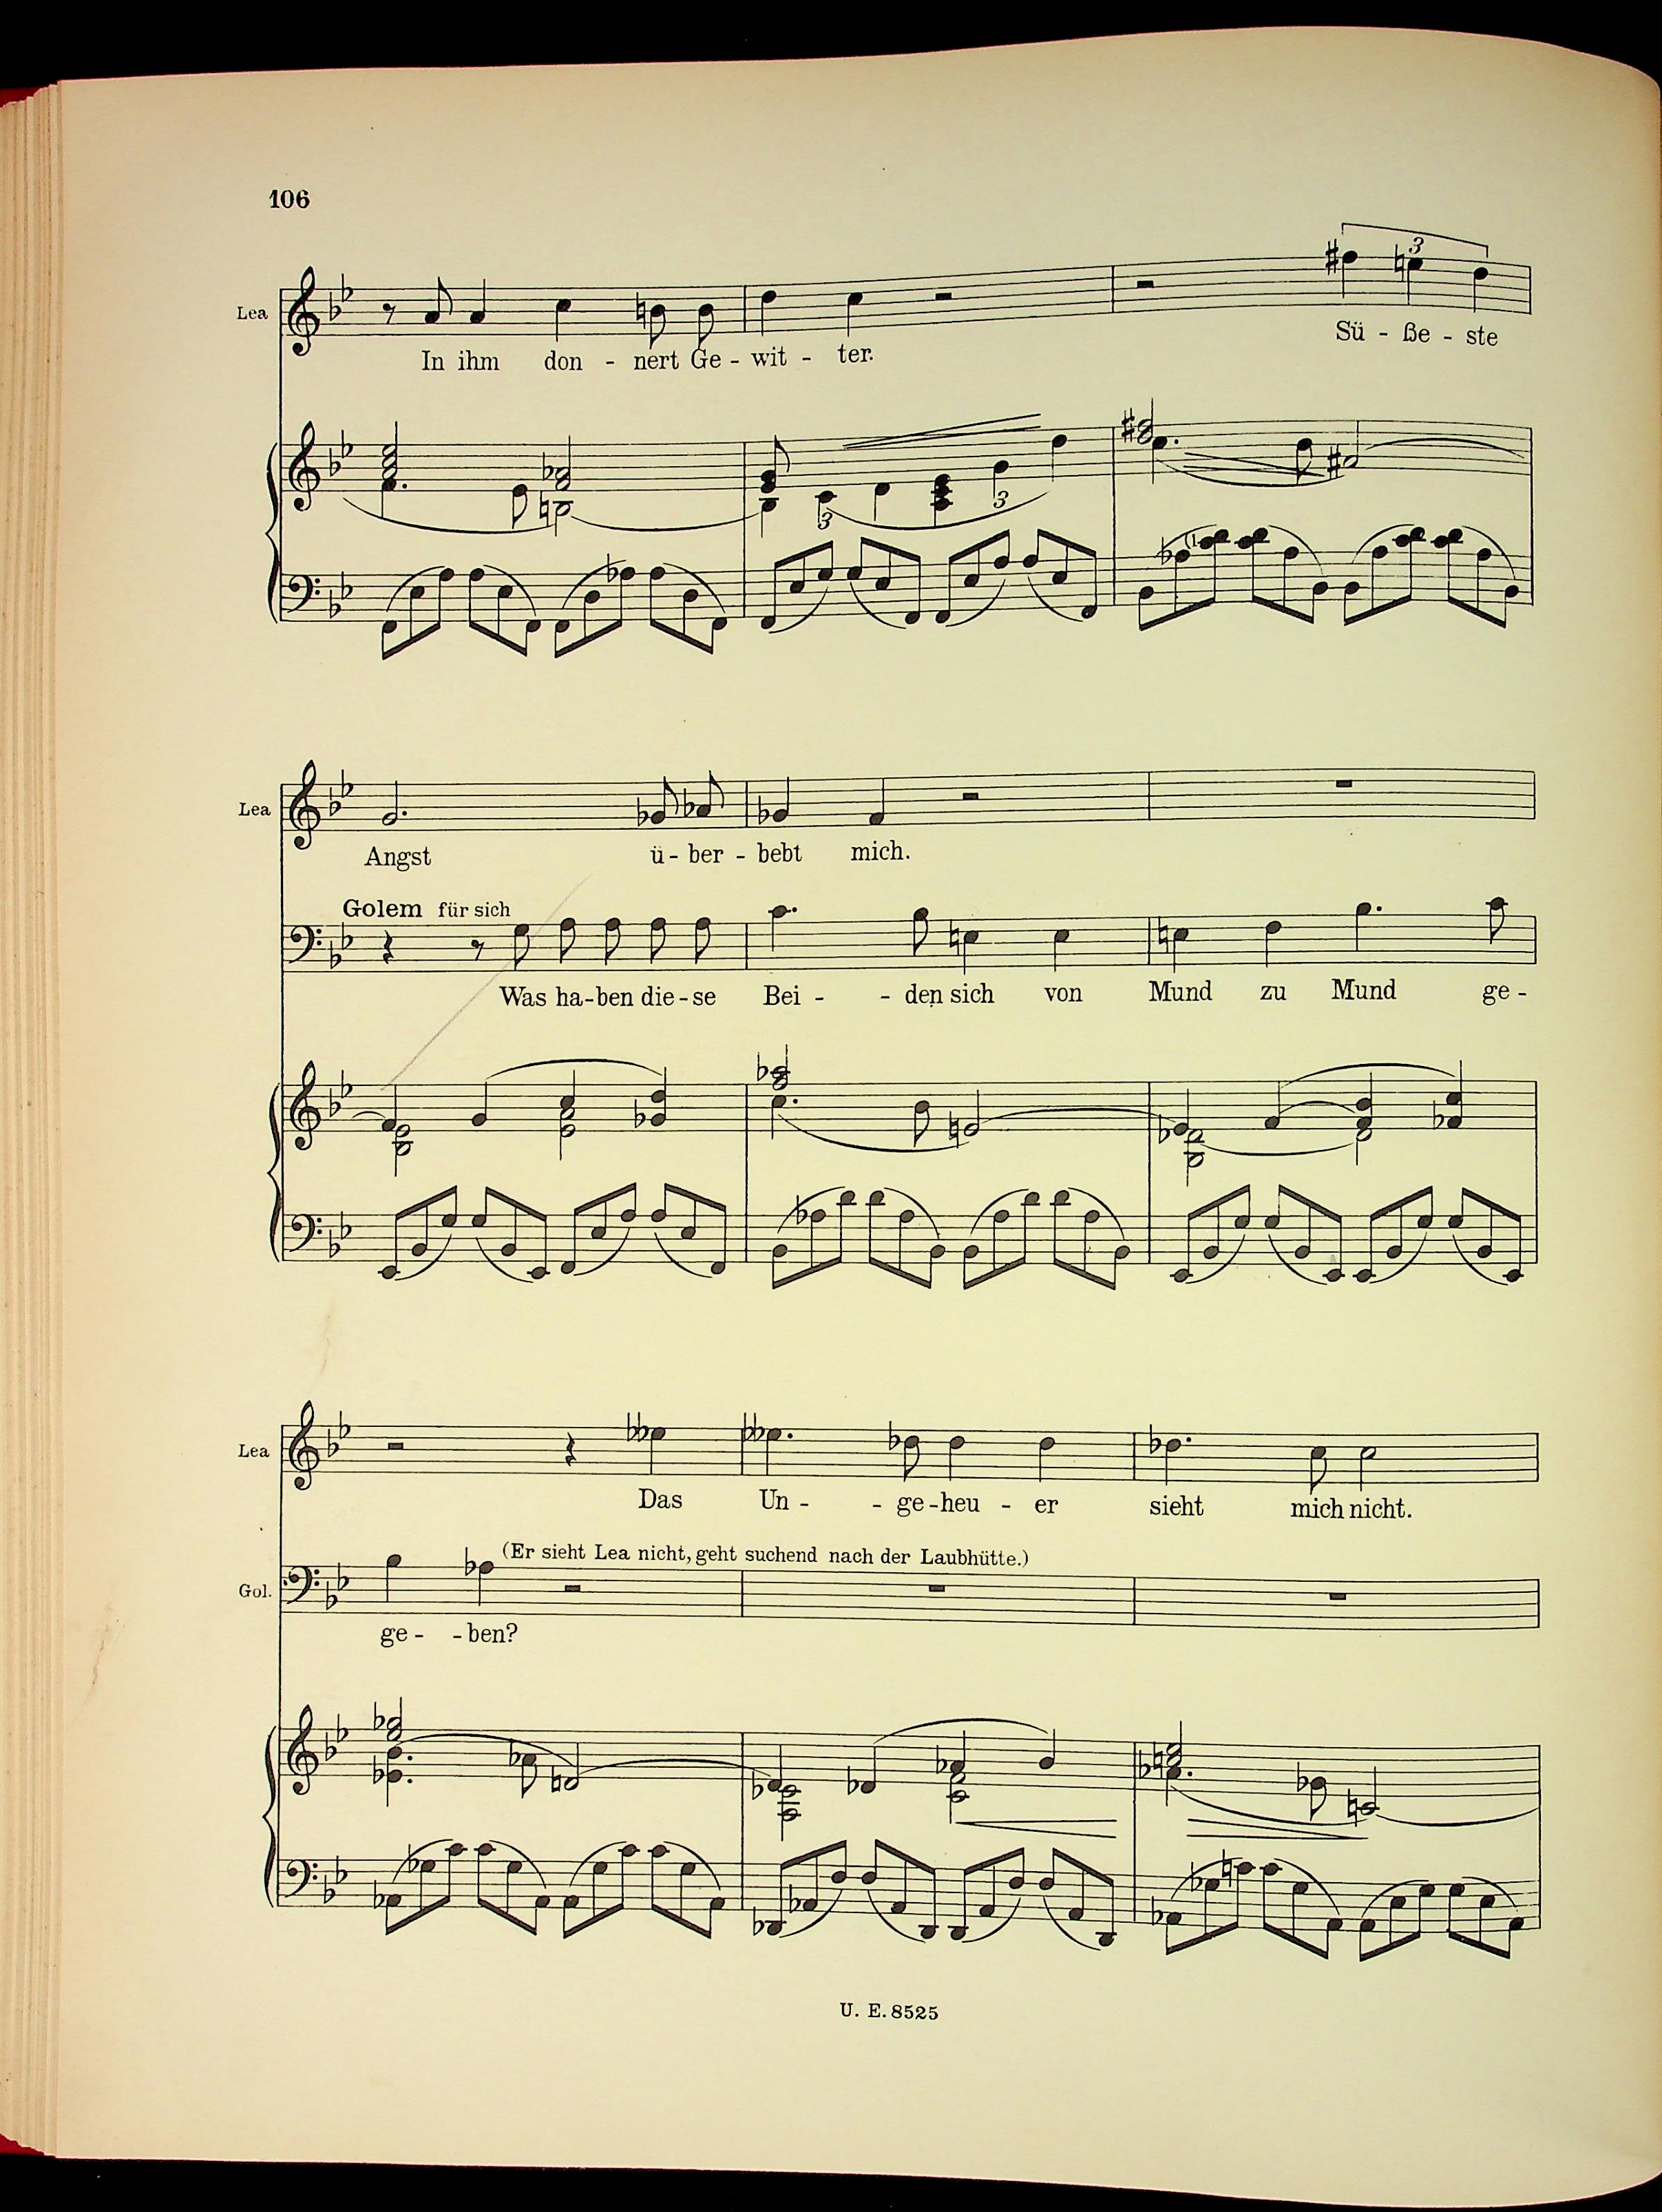 106
3
Lea
In ihm don - nert Ge - wit - ter. Sü - ße - ste
3 3
Lea
Angst ü - ber - bebt mich.
Golem für sich
Was ha-ben die-se Bei - - den sich von Mund zu Mund ge -
Lea
Das Un - - ge-heu - er sieht mich nicht.
(Er sieht Lea nicht, geht suchend nach der Laubhütte.)
Gol.
ge - - ben?
U. E. 8525